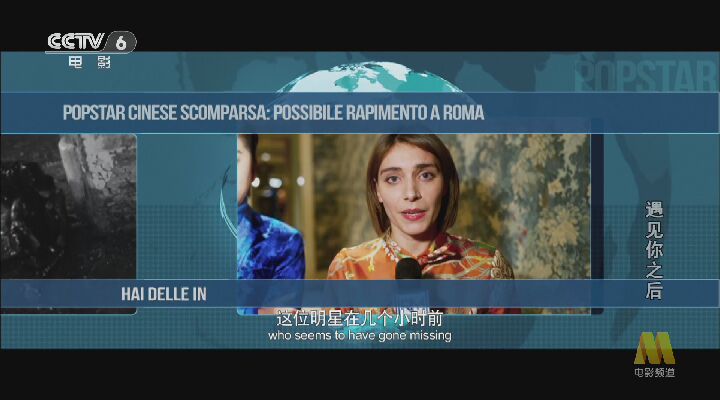 CCTV 6
电影
POPSTAR
POPSTAR CINESE SCOMPARSA: POSSIBILE RAPIMENTO A ROMA
遇见你之后
HAI DELLE IN
这位明星在几个小时前
who seems to have gone missing
电影频道